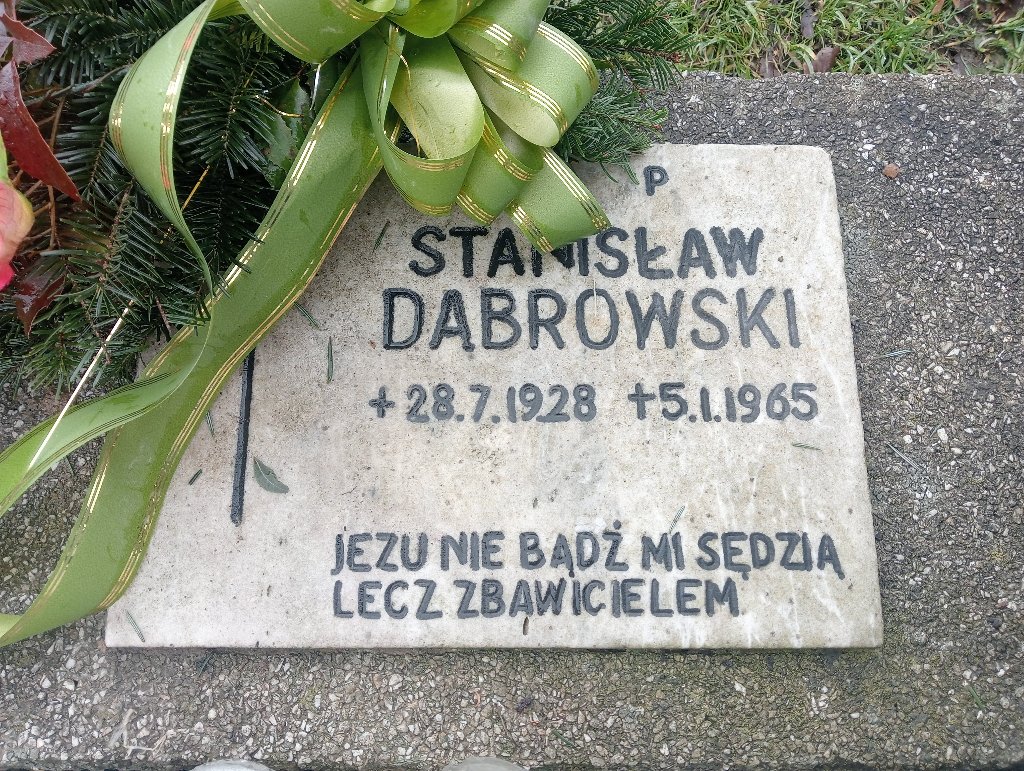 P
STANISŁAW
DĄBROWSKI
+ 28.7.1928 +5.1.1965
JEZU NIE BĄDŹ MI SĘDZIĄ
LECZ ZBAWICIELEM